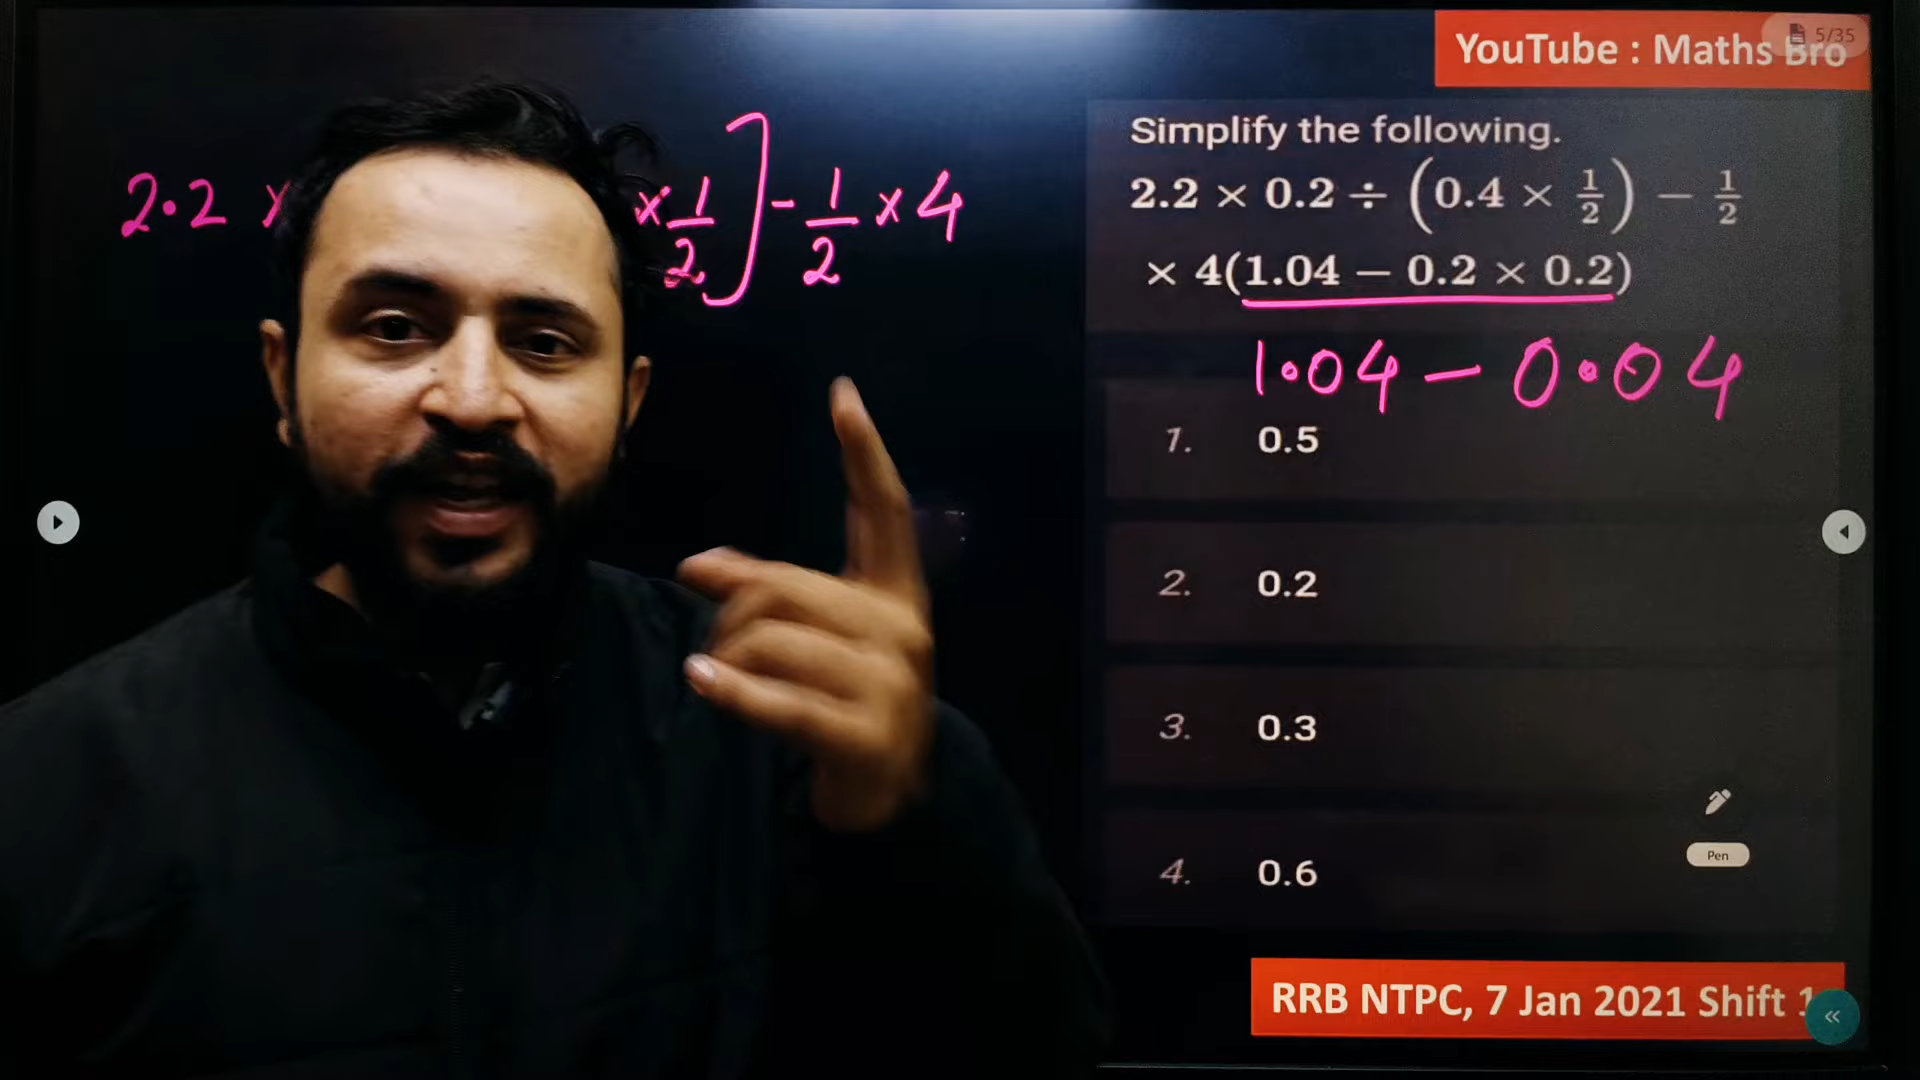 YouTube : Maths Bro
5/35
Simplify the following.
2.2 × 0.2 ÷ (0.4 × 1/2) − 1/2
× 4(1.04 − 0.2 × 0.2)
1.04 − 0.04
2.2 × × 1/2] − 1/2 × 4
1. 0.5
2. 0.2
3. 0.3
4. 0.6
Pen
RRB NTPC, 7 Jan 2021 Shift 1